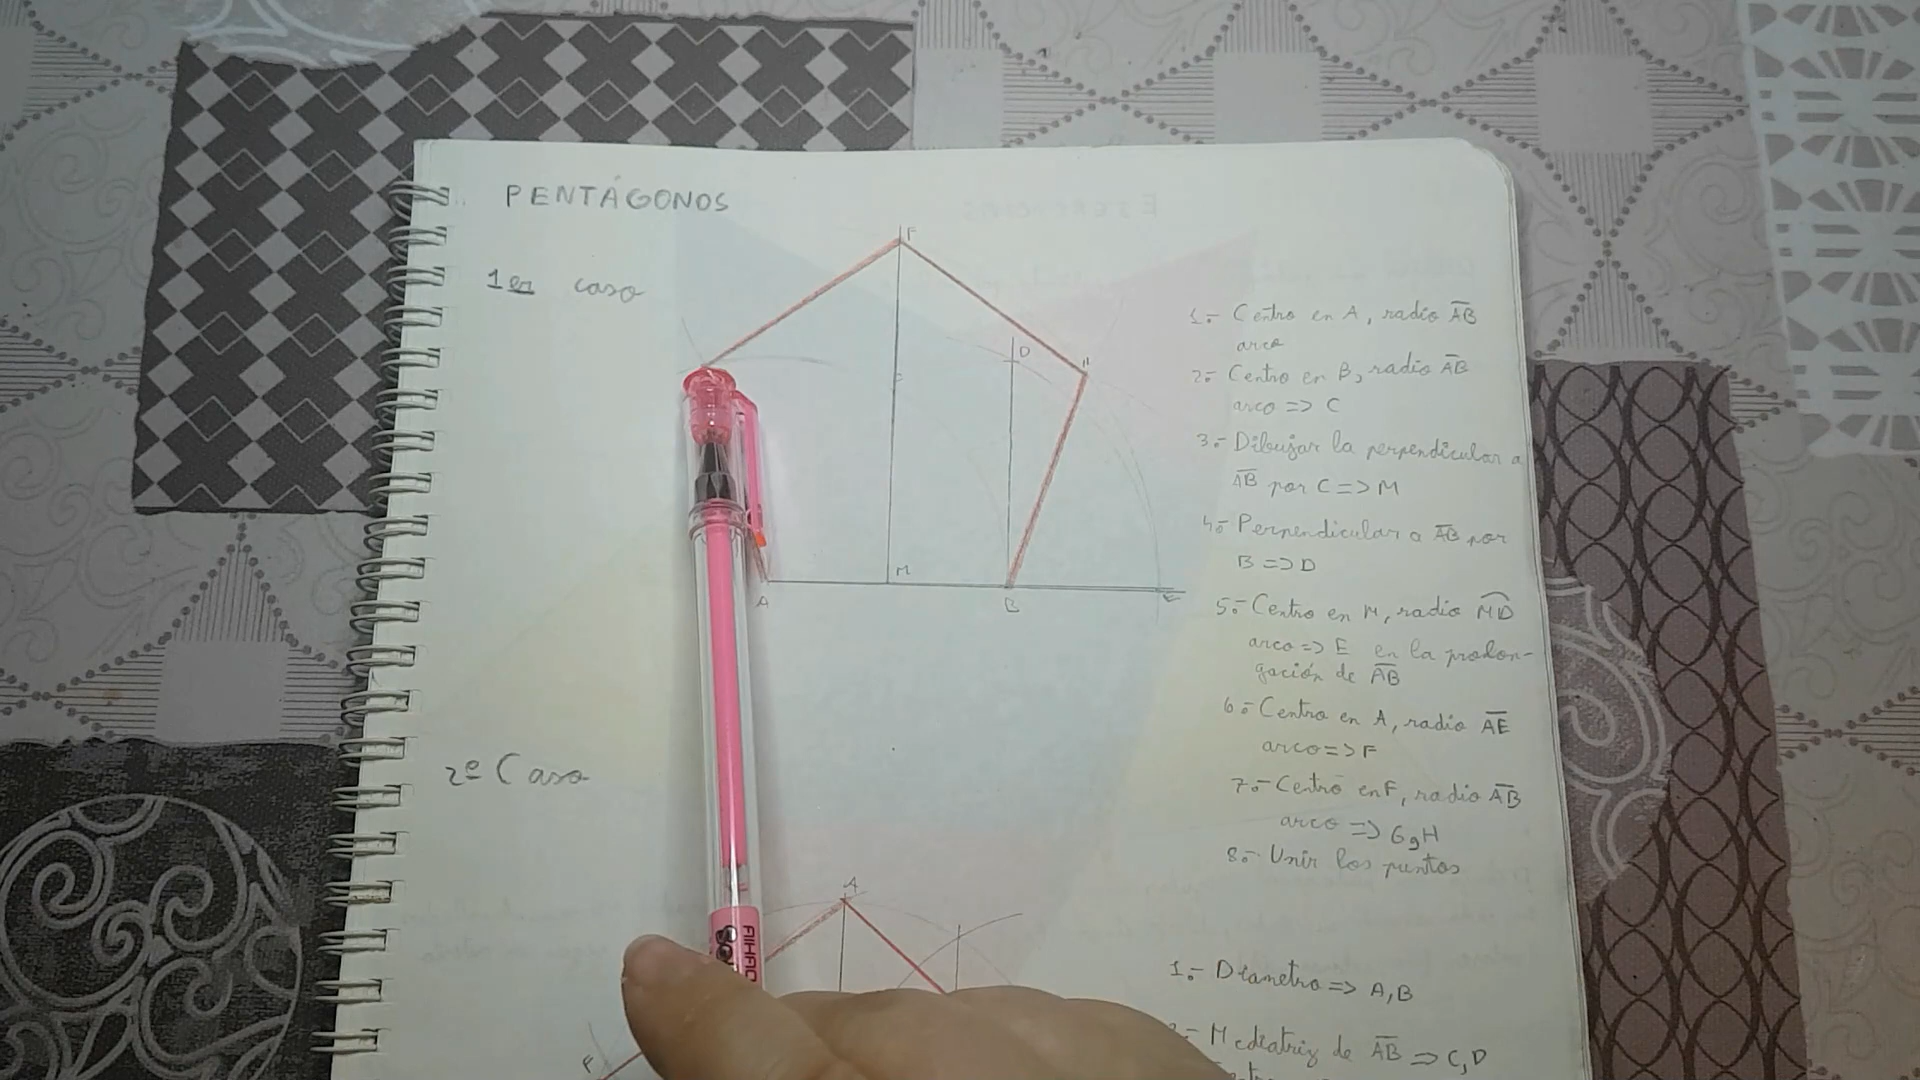 PENTÁGONOS
1er caso
F
D
H
C
M
A
B
E
1.- Centro en A, radio AB
arco
2.- Centro en B, radio AB
arco => C
3.- Dibujar la perpendicular a
AB por C => M
4.- Perpendicular a AB por
B => D
5.- Centro en M, radio MD
arco => E en la prolon-
gación de AB
6.- Centro en A, radio AE
arco => F
7.- Centro en F, radio AB
arco => G y H
8.- Unir los puntos
2º Caso
A
F
1.- Diametro => A,B
2.- Mediatriz de AB => C,D